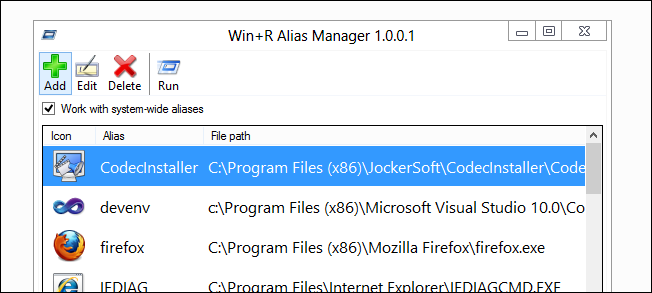 Win+R Alias Manager 1.0.0.1
Add Edit Delete Run
Work with system-wide aliases
Icon Alias File path
CodecInstaller C:\Program Files (x86)\JockerSoft\CodecInstaller\Code
devenv c:\Program Files (x86)\Microsoft Visual Studio 10.0\Co
firefox C:\Program Files (x86)\Mozilla Firefox\firefox.exe
IEDIAG C:\Program Files\Internet Explorer\IEDIAGCMD.EXE